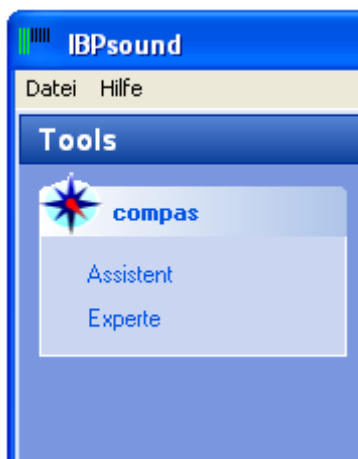 IBPsound
Datei Hilfe
Tools
compas
Assistent
Experte